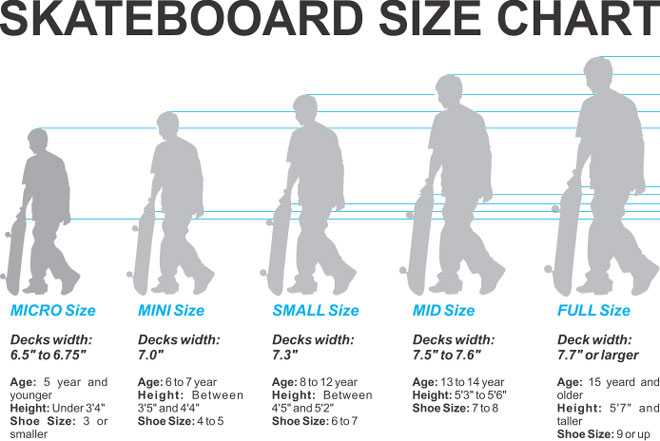 SKATEBOOARD SIZE CHART
MICRO Size
Decks width:
6.5" to 6.75"
Age: 5 year and
younger
Height: Under 3'4"
Shoe Size: 3 or
smaller
MINI Size
Decks width:
7.0"
Age: 6 to 7 year
Height: Between
3'5" and 4'4"
Shoe Size: 4 to 5
SMALL Size
Decks width:
7.3"
Age: 8 to 12 year
Height: Between
4'5" and 5'2"
Shoe Size: 6 to 7
MID Size
Decks width:
7.5" to 7.6"
Age: 13 to 14 year
Height: 5'3" to 5'6"
Shoe Size: 7 to 8
FULL Size
Deck width:
7.7" or larger
Age: 15 yeard and
older
Height: 5'7" and
taller
Shoe Size: 9 or up